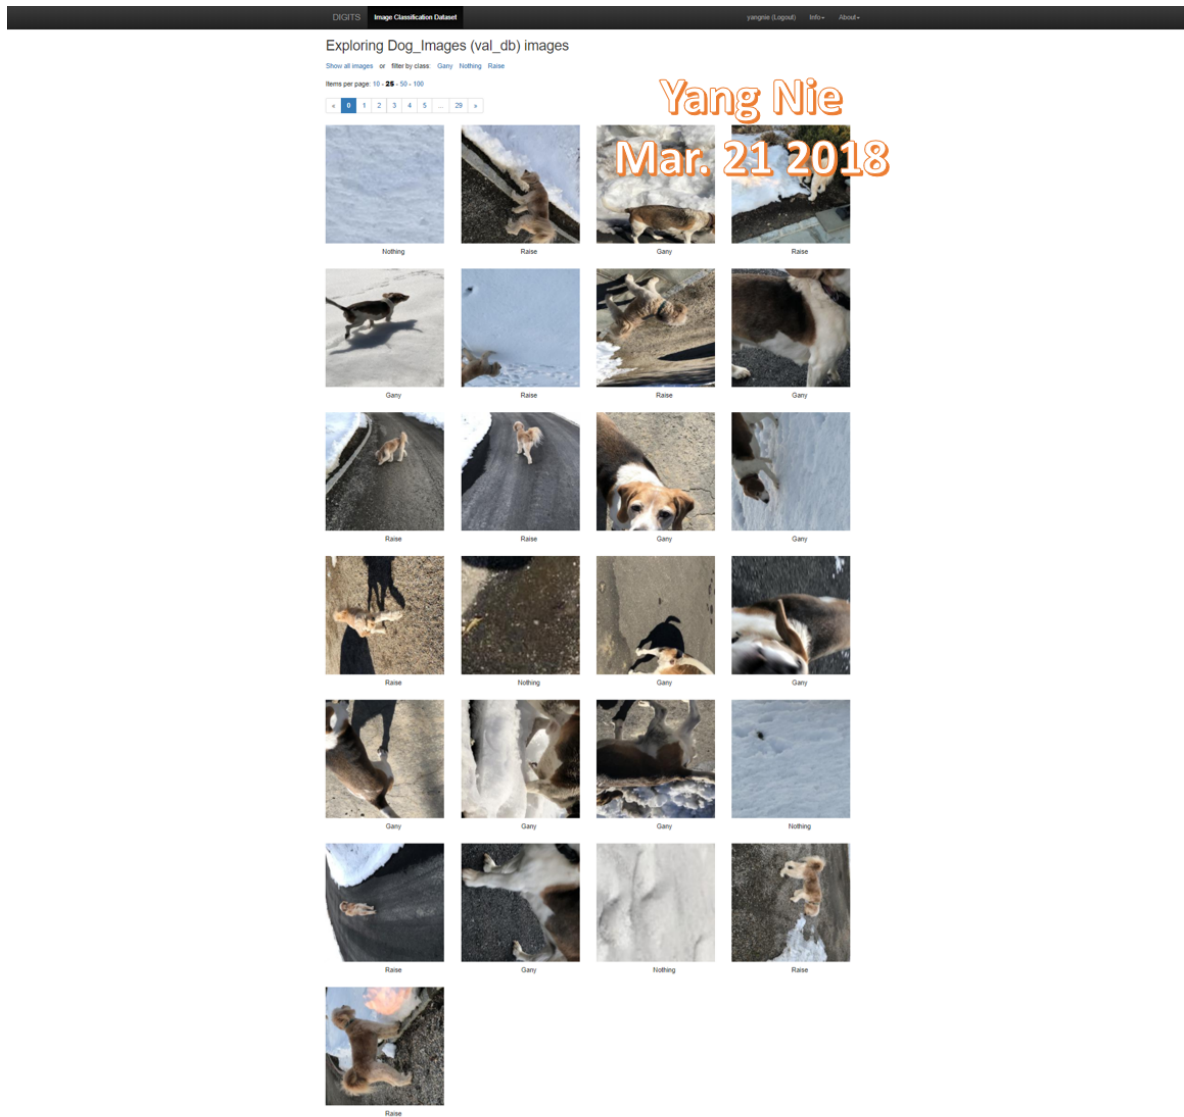 DIGITS Image Classification Dataset yangnie (Logout) Info About
Exploring Dog_Images (val_db) images
Show all images or filter by class: Gany Nothing Raise
Items per page: 10 - 25 - 50 - 100
« 0 1 2 3 4 5 ... 29 »
Yang Nie
Mar. 21 2018
Nothing Raise Gany Raise
Gany Raise Raise Gany
Raise Raise Gany Gany
Raise Nothing Gany Gany
Gany Gany Gany Nothing
Raise Gany Nothing Raise
Raise